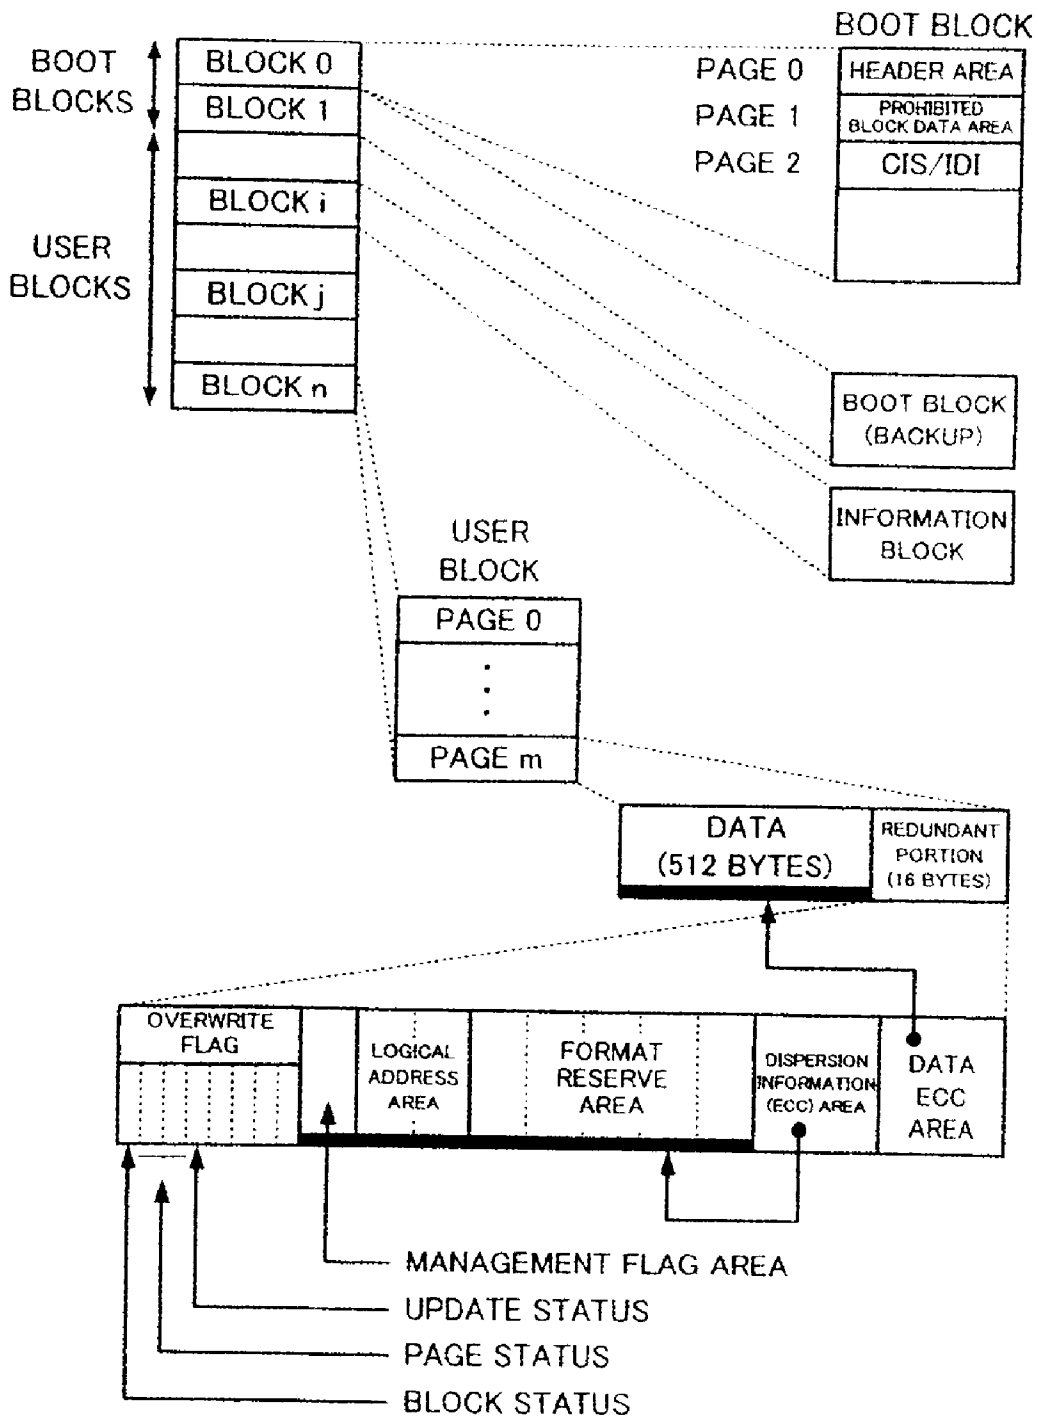 BOOT BLOCK
BOOT
BLOCKS
BLOCK 0
BLOCK 1
PAGE 0
HEADER AREA
PAGE 1
PROHIBITED
BLOCK DATA AREA
PAGE 2
CIS/IDI
USER
BLOCKS
BLOCK i
BLOCK j
BLOCK n
BOOT BLOCK
(BACKUP)
INFORMATION
BLOCK
USER
BLOCK
PAGE 0
PAGE m
DATA
(512 BYTES)
REDUNDANT
PORTION
(16 BYTES)
OVERWRITE
FLAG
LOGICAL
ADDRESS
AREA
FORMAT
RESERVE
AREA
DISPERSION
INFORMATION
(ECC) AREA
DATA
ECC
AREA
MANAGEMENT FLAG AREA
UPDATE STATUS
PAGE STATUS
BLOCK STATUS